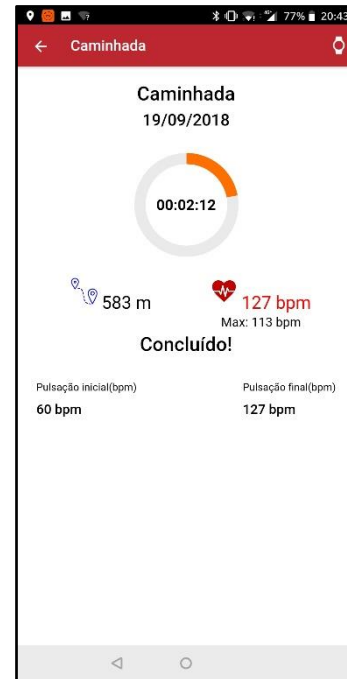 77% 20:43
Caminhada
Caminhada
19/09/2018
00:02:12
583 m
127 bpm
Max: 113 bpm
Concluído!
Pulsação inicial(bpm)
Pulsação final(bpm)
60 bpm
127 bpm